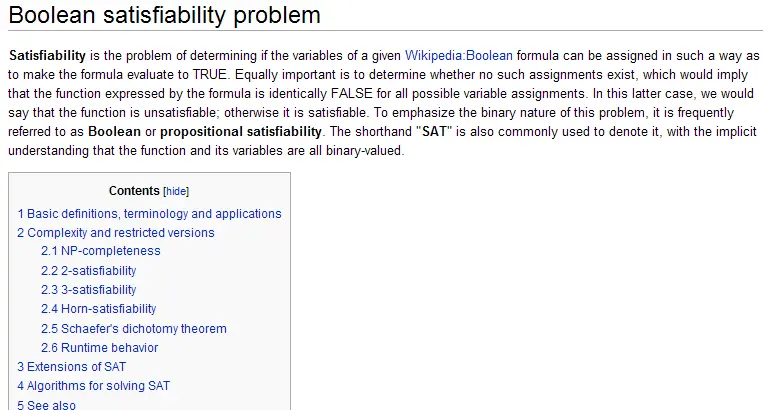 Boolean satisfiability problem
Satisfiability is the problem of determining if the variables of a given Wikipedia:Boolean formula can be assigned in such a way as
to make the formula evaluate to TRUE. Equally important is to determine whether no such assignments exist, which would imply
that the function expressed by the formula is identically FALSE for all possible variable assignments. In this latter case, we would
say that the function is unsatisfiable; otherwise it is satisfiable. To emphasize the binary nature of this problem, it is frequently
referred to as Boolean or propositional satisfiability. The shorthand "SAT" is also commonly used to denote it, with the implicit
understanding that the function and its variables are all binary-valued.
Contents [hide]
1 Basic definitions, terminology and applications
2 Complexity and restricted versions
2.1 NP-completeness
2.2 2-satisfiability
2.3 3-satisfiability
2.4 Horn-satisfiability
2.5 Schaefer's dichotomy theorem
2.6 Runtime behavior
3 Extensions of SAT
4 Algorithms for solving SAT
5 See also